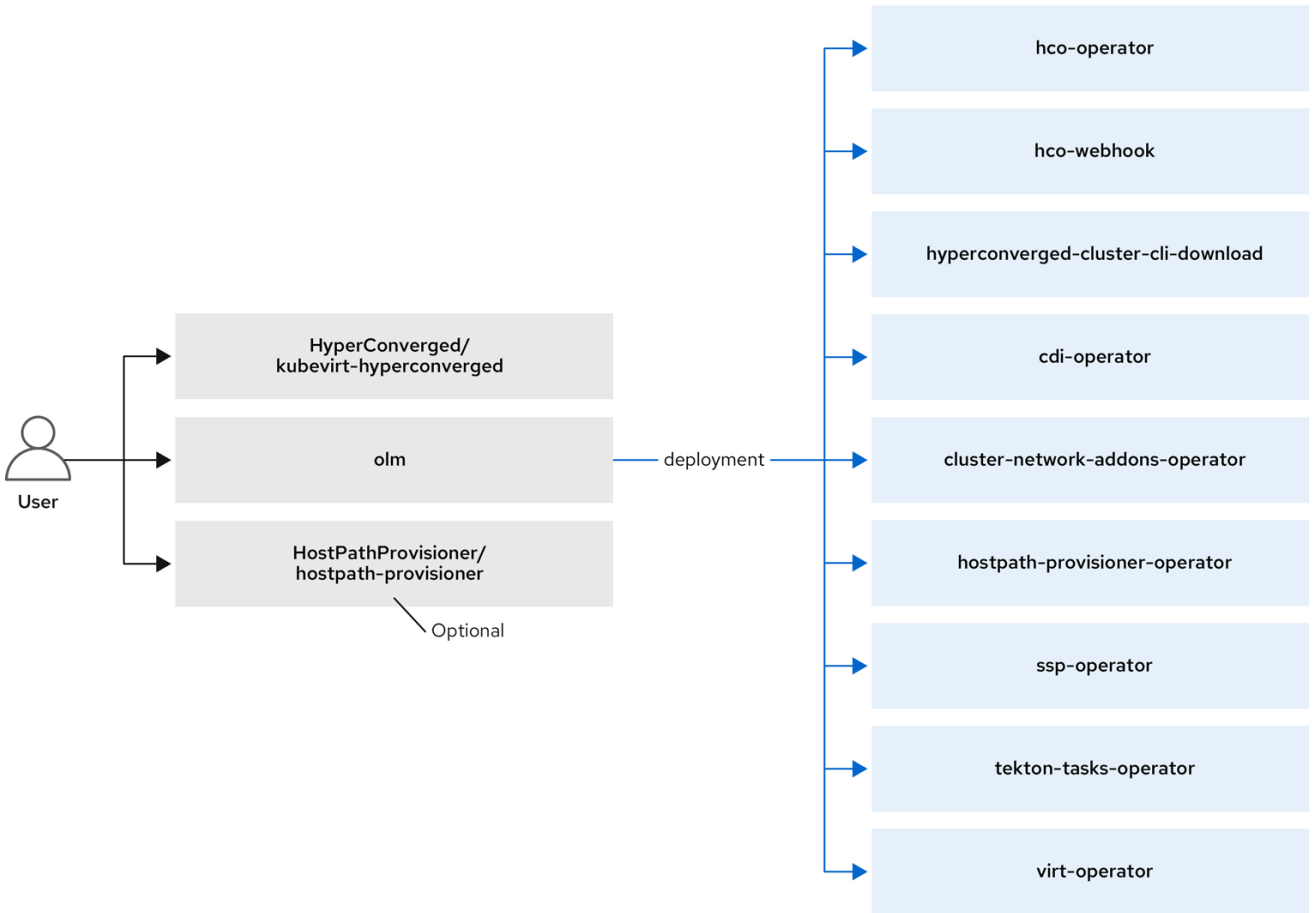 User
HyperConverged/
kubevirt-hyperconverged
olm
HostPathProvisioner/
hostpath-provisioner
Optional
deployment
hco-operator
hco-webhook
hyperconverged-cluster-cli-download
cdi-operator
cluster-network-addons-operator
hostpath-provisioner-operator
ssp-operator
tekton-tasks-operator
virt-operator